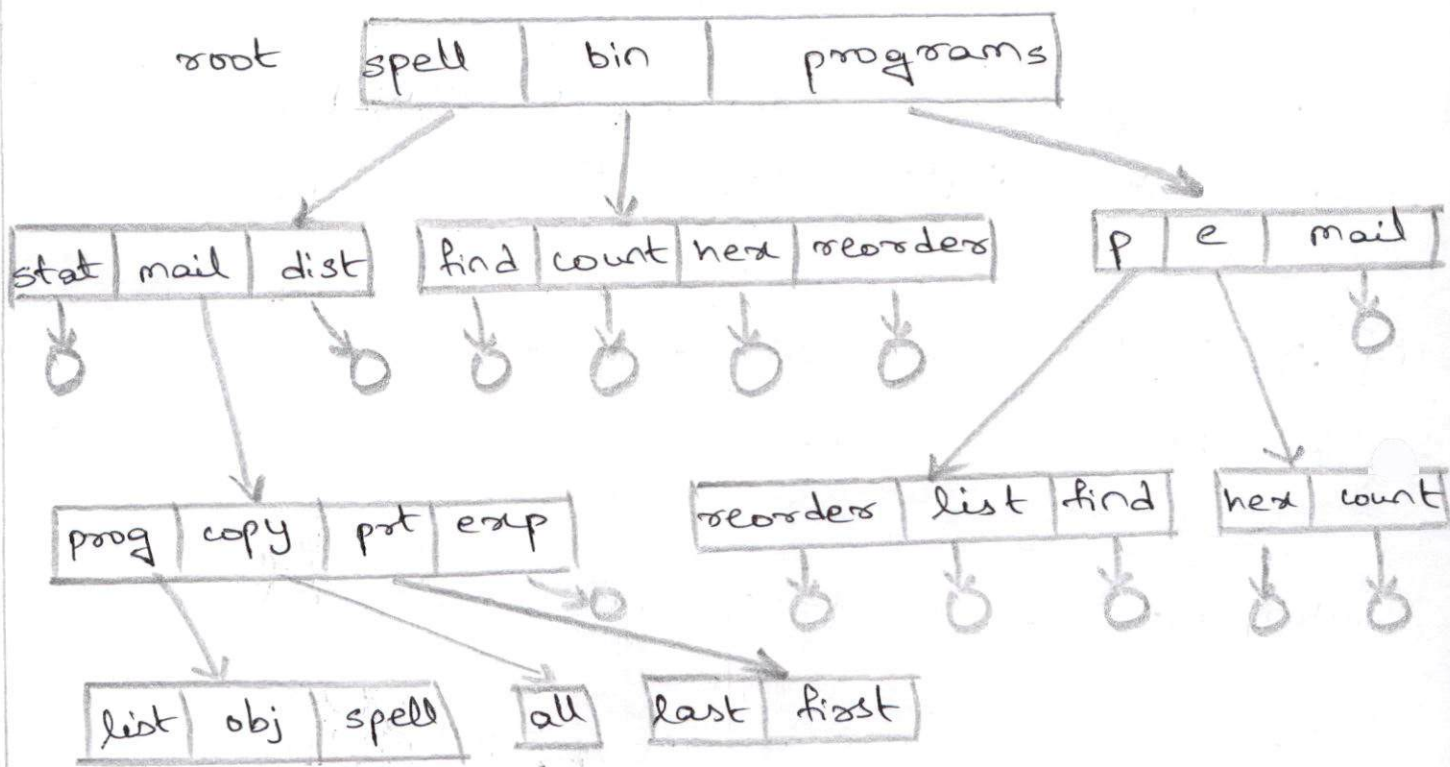 root spell bin programs
stat mail dist find count hex reorder p e mail
prog copy prt exp reorder list find hex count
list obj spell all last first